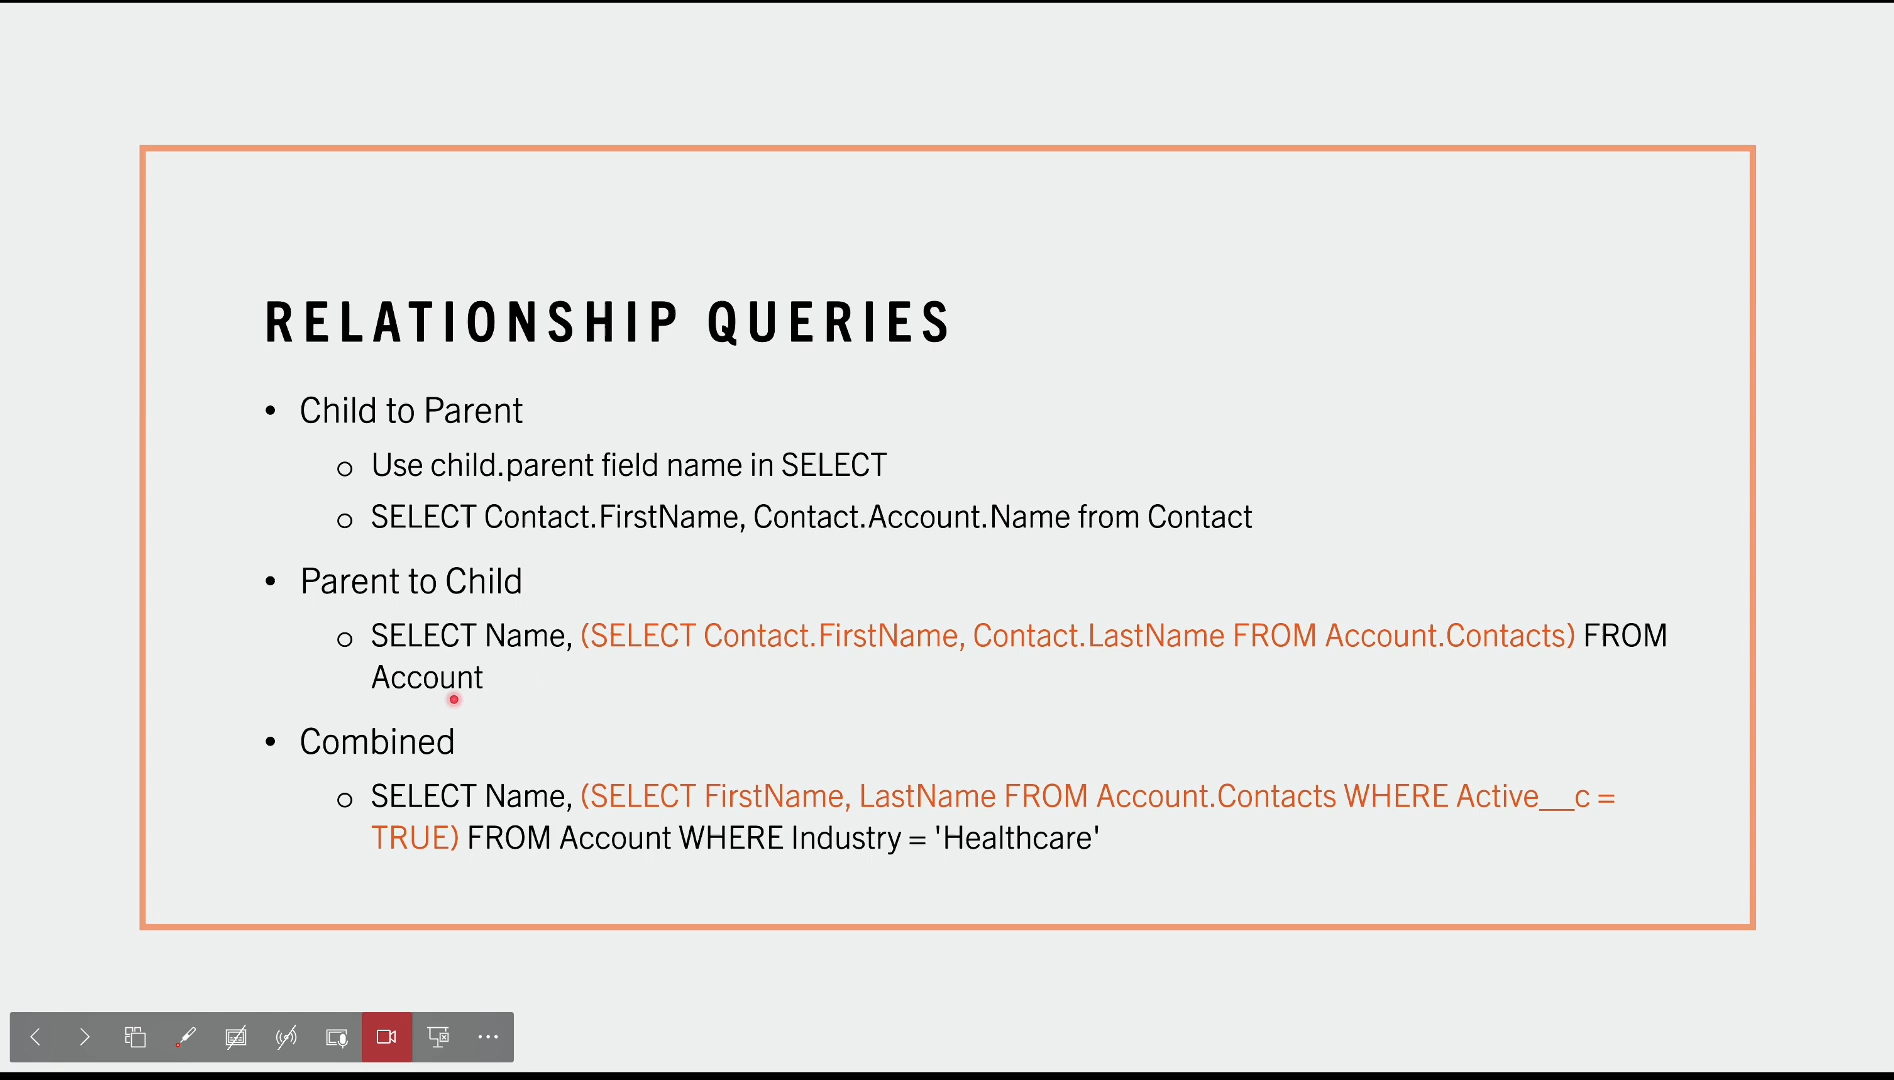 RELATIONSHIP QUERIES
• Child to Parent
o Use child.parent field name in SELECT
o SELECT Contact.FirstName, Contact.Account.Name from Contact
• Parent to Child
o SELECT Name, (SELECT Contact.FirstName, Contact.LastName FROM Account.Contacts) FROM
Account
• Combined
o SELECT Name, (SELECT FirstName, LastName FROM Account.Contacts WHERE Active__c =
TRUE) FROM Account WHERE Industry = 'Healthcare'